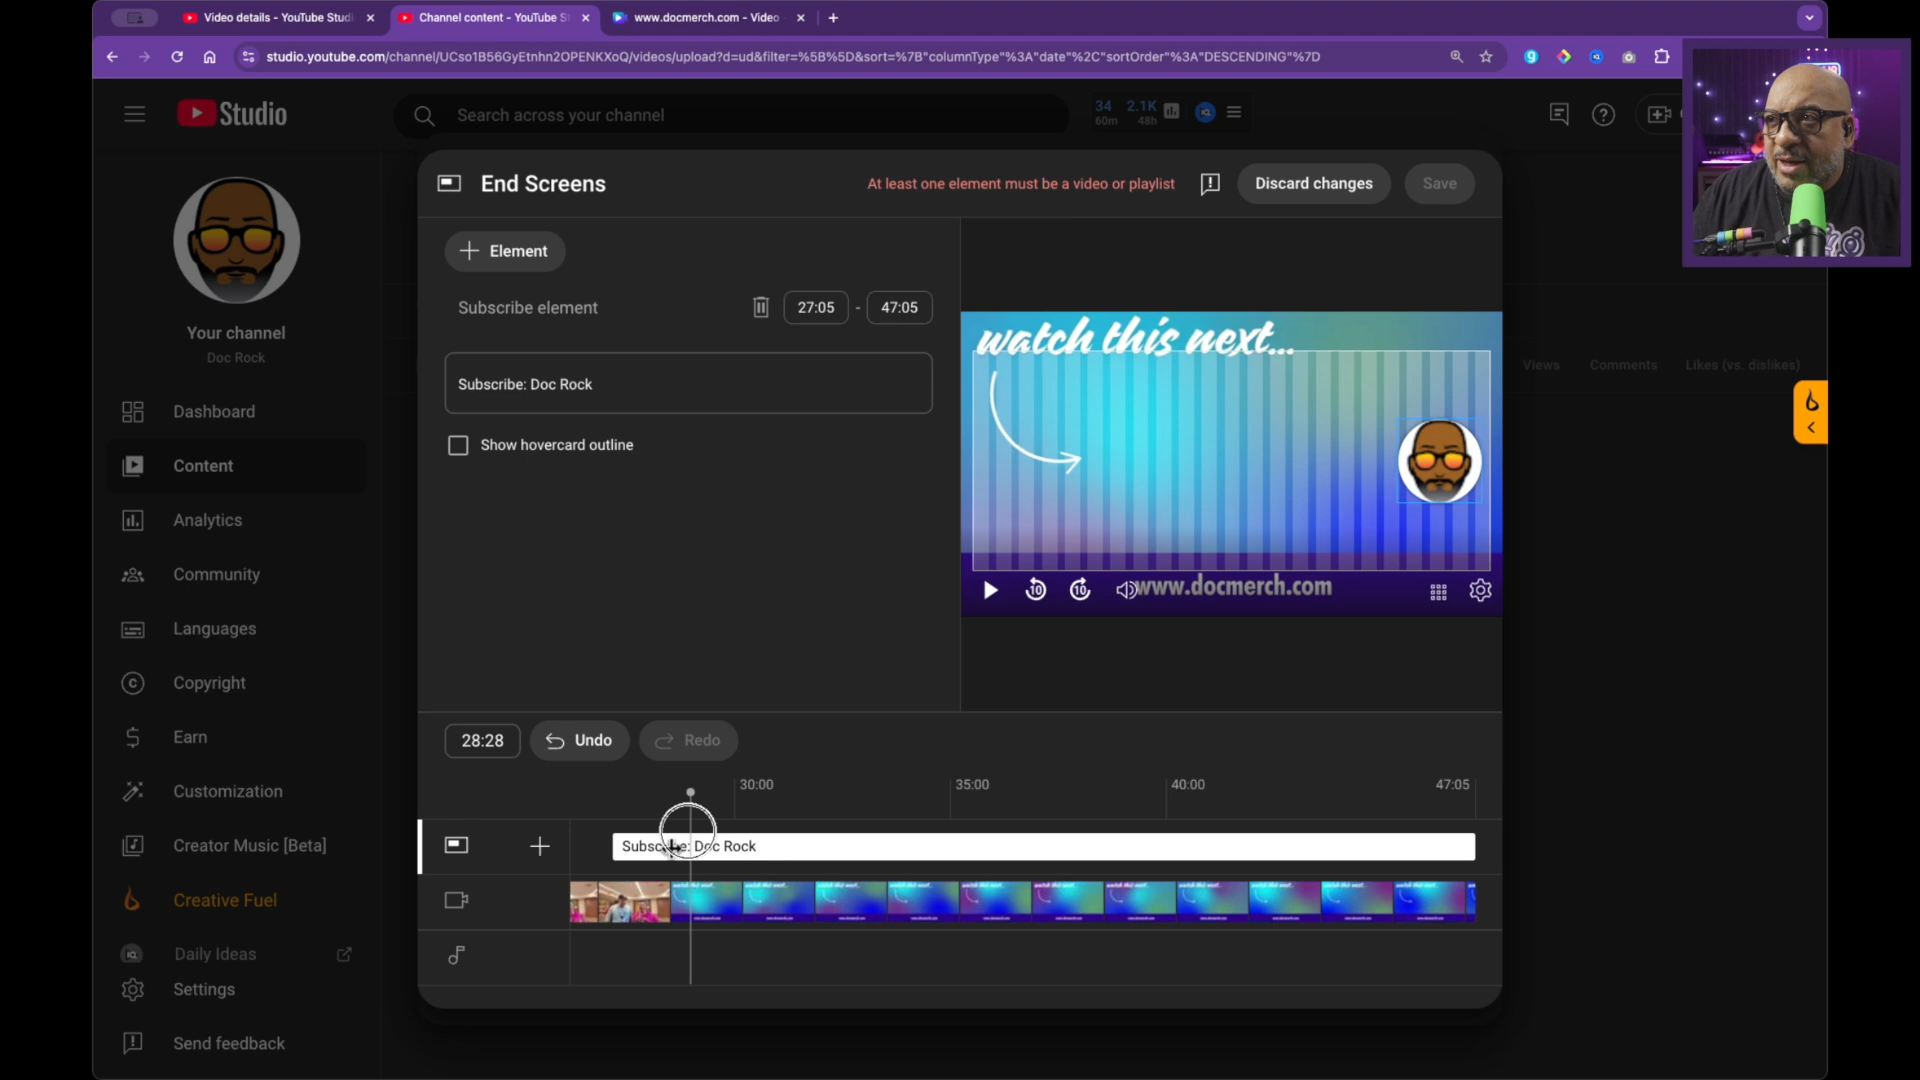 Video details - YouTube Studi
Channel content - YouTube S
www.docmerch.com - Video
studio.youtube.com/channel/UCso1B56GyEtnhn2OPENKXoQ/videos/upload?d=ud&filter=%5B%5D&sort=%7B"columnType"%3A"date"%2C"sortOrder"%3A"DESCENDING"%7D
Studio
Search across your channel
34
60m
2.1K
48h
End Screens
At least one element must be a video or playlist
Discard changes
Save
Element
Subscribe element
27:05 - 47:05
Subscribe: Doc Rock
Show hovercard outline
watch this next...
10
10
www.docmerch.com
Your channel
Doc Rock
Dashboard
Content
Analytics
Community
Languages
Copyright
Earn
Customization
Creator Music [Beta]
Creative Fuel
Daily Ideas
Settings
Send feedback
Views
Comments
Likes (vs. dislikes)
28:28
Undo
Redo
30:00
35:00
40:00
47:05
Subscribe: Doc Rock